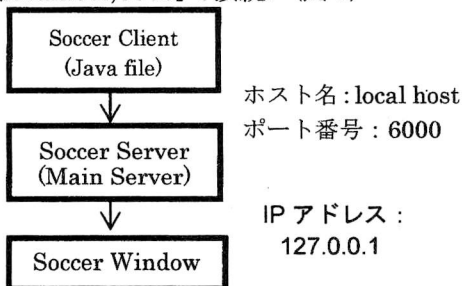 Soccer Client
(Java file)
ホスト名 : local host
ポート番号 : 6000
Soccer Server
(Main Server)
IP アドレス :
127.0.0.1
Soccer Window